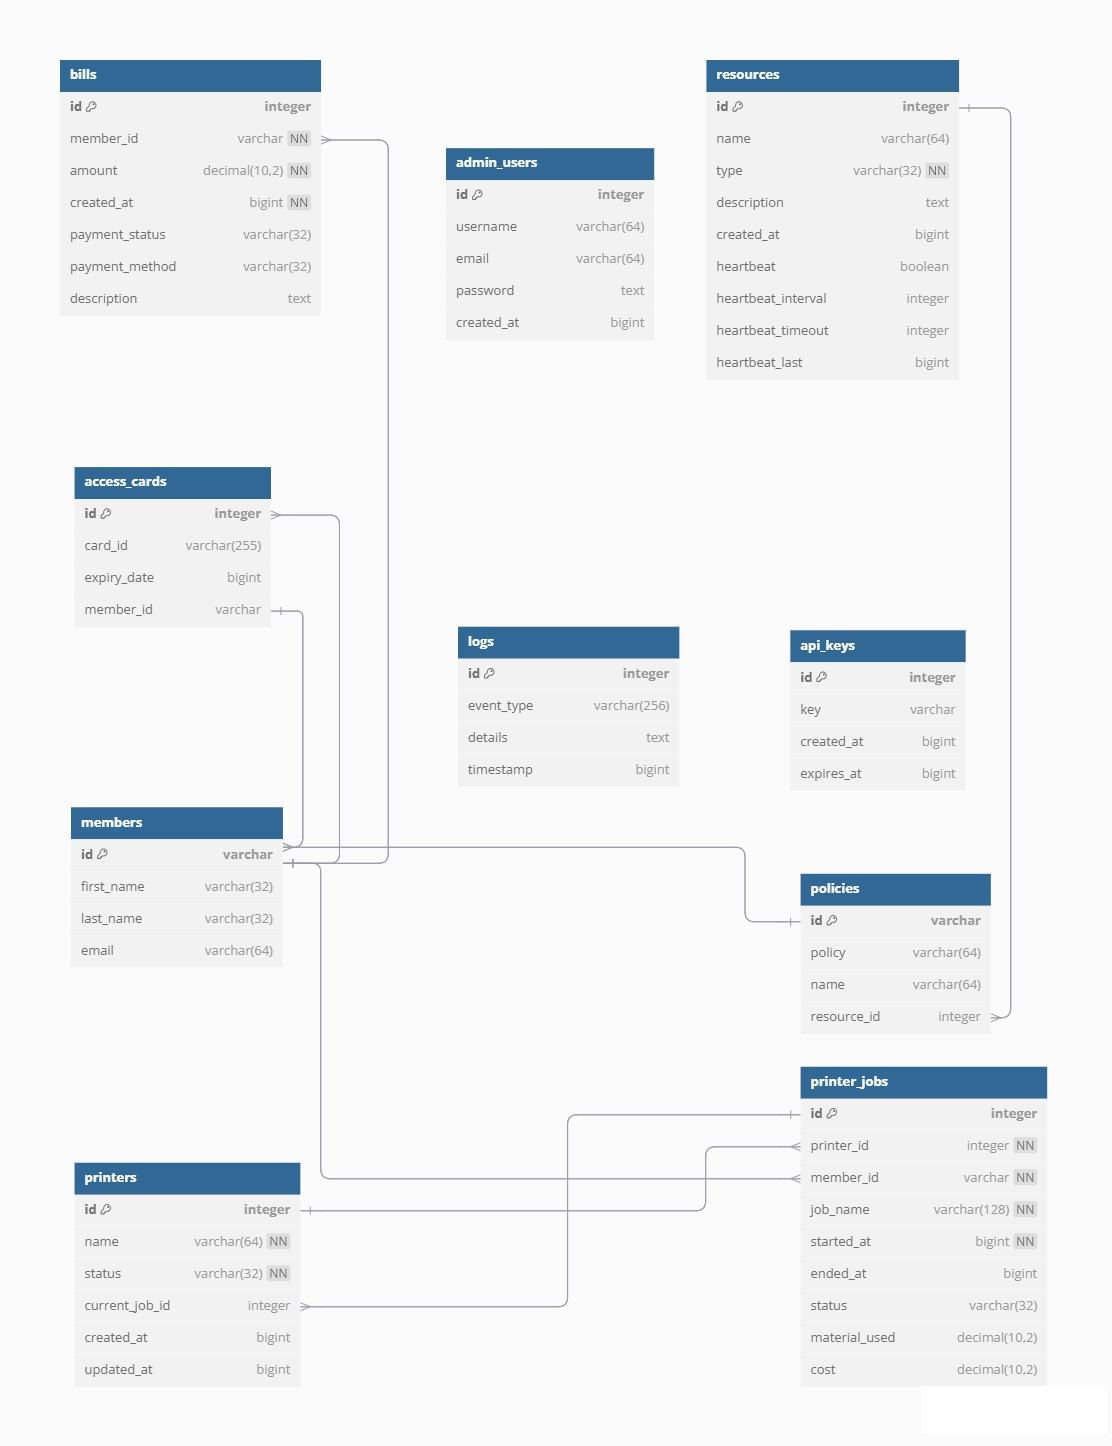 bills
id integer
member_id varchar NN
amount decimal(10,2) NN
created_at bigint NN
payment_status varchar(32)
payment_method varchar(32)
description text
admin_users
id integer
username varchar(64)
email varchar(64)
password text
created_at bigint
resources
id integer
name varchar(64)
type varchar(32) NN
description text
created_at bigint
heartbeat boolean
heartbeat_interval integer
heartbeat_timeout integer
heartbeat_last bigint
access_cards
id integer
card_id varchar(255)
expiry_date bigint
member_id varchar
logs
id integer
event_type varchar(256)
details text
timestamp bigint
api_keys
id integer
key varchar
created_at bigint
expires_at bigint
members
id varchar
first_name varchar(32)
last_name varchar(32)
email varchar(64)
policies
id varchar
policy varchar(64)
name varchar(64)
resource_id integer
printer_jobs
id integer
printer_id integer NN
member_id varchar NN
job_name varchar(128) NN
started_at bigint NN
ended_at bigint
status varchar(32)
material_used decimal(10,2)
cost decimal(10,2)
printers
id integer
name varchar(64) NN
status varchar(32) NN
current_job_id integer
created_at bigint
updated_at bigint